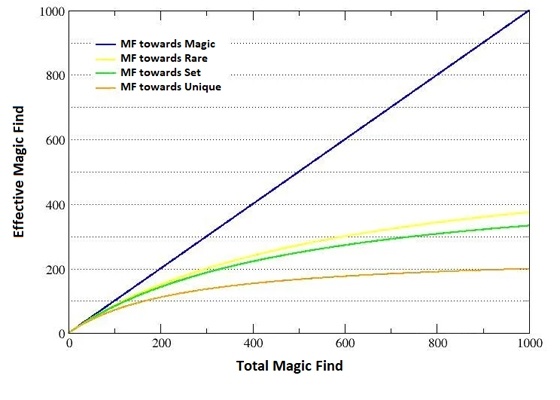 1000
MF towards Magic
MF towards Rare
800
MF towards Set
MF towards Unique
600
Effective Magic Find
400
200
0
0 200 400 600 800 1000
Total Magic Find